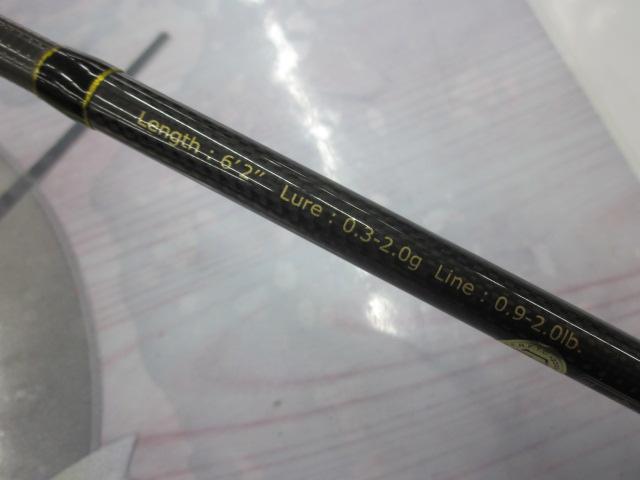 Length : 6'2" Lure : 0.3-2.0g Line : 0.9-2.0lb.